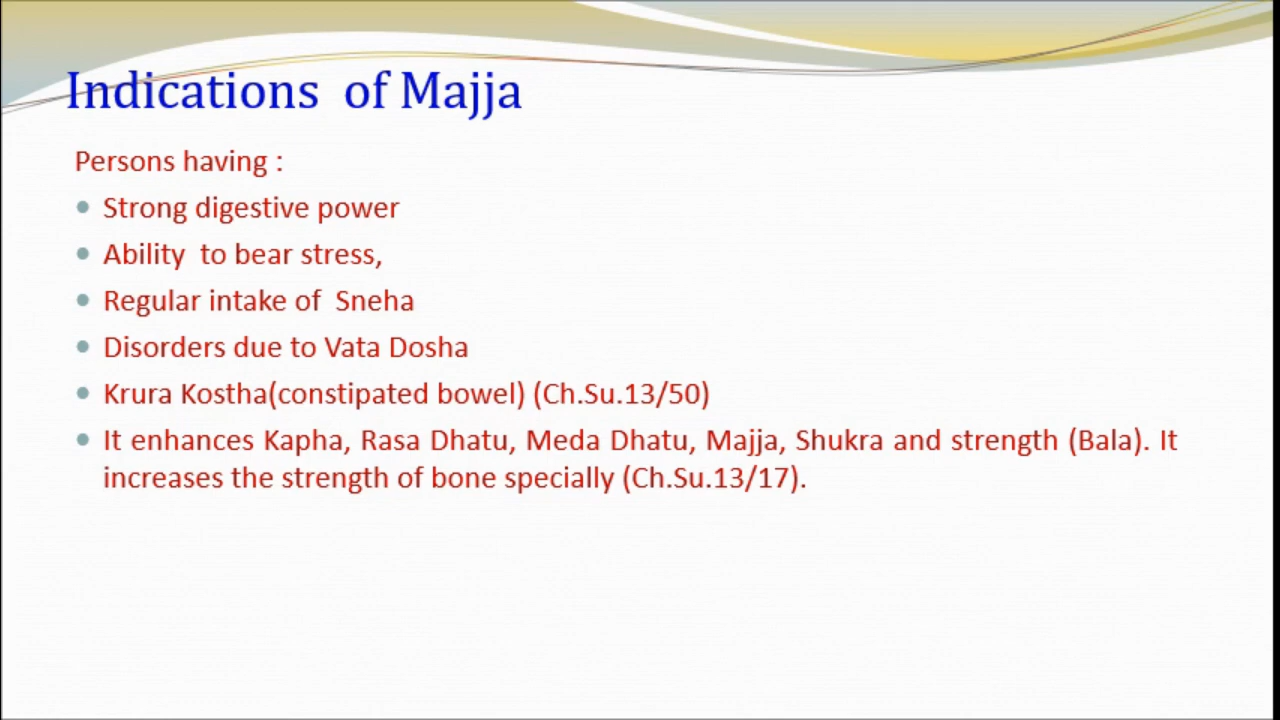 Indications of Majja
Persons having :
Strong digestive power
Ability to bear stress,
Regular intake of Sneha
Disorders due to Vata Dosha
Krura Kostha(constipated bowel) (Ch.Su.13/50)
It enhances Kapha, Rasa Dhatu, Meda Dhatu, Majja, Shukra and strength (Bala). It
increases the strength of bone specially (Ch.Su.13/17).